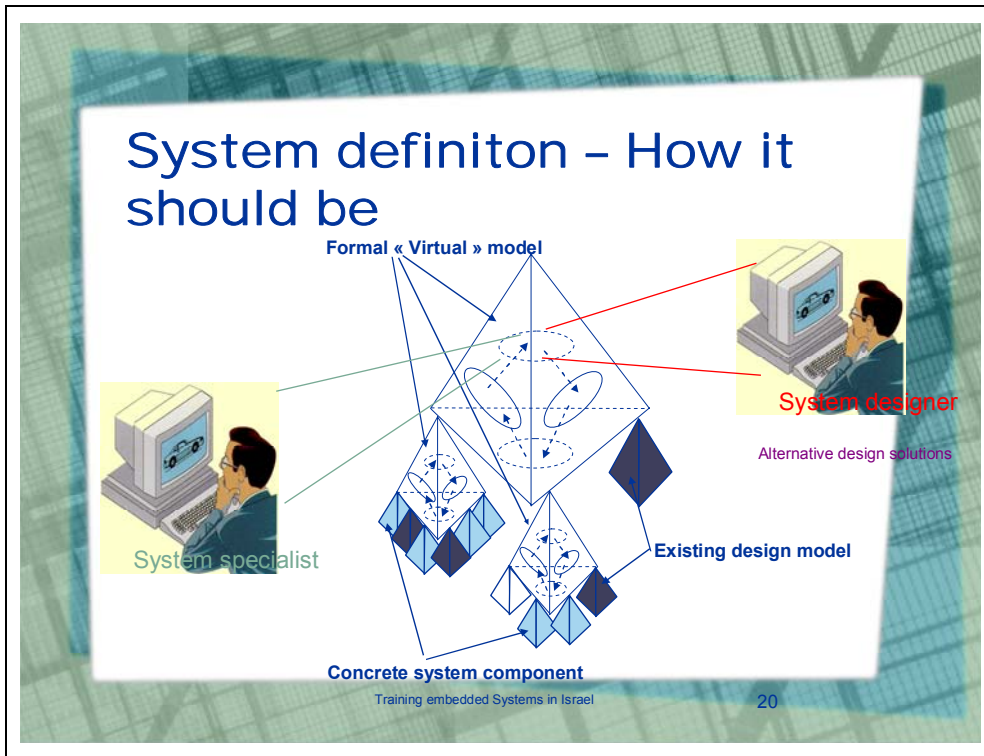 System definiton – How it
should be
Formal « Virtual » model
System designer
Alternative design solutions
System specialist
Existing design model
Concrete system component
Training embedded Systems in Israel
20